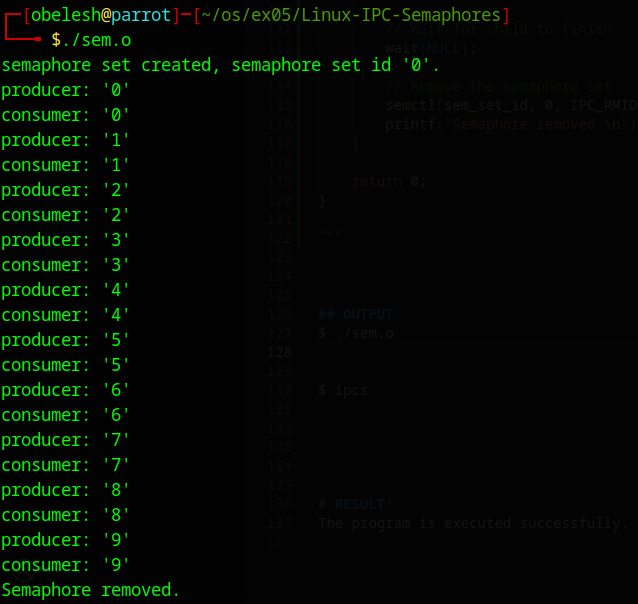 ┌─[obelesh@parrot]─[~/os/ex05/Linux-IPC-Semaphores]
└──╼ $./sem.o
semaphore set created, semaphore set id '0'.
producer: '0'
consumer: '0'
producer: '1'
consumer: '1'
producer: '2'
consumer: '2'
producer: '3'
consumer: '3'
producer: '4'
consumer: '4'
producer: '5'
consumer: '5'
producer: '6'
consumer: '6'
producer: '7'
consumer: '7'
producer: '8'
consumer: '8'
producer: '9'
consumer: '9'
Semaphore removed.
// Wait for child to finish
wait(NULL);
114
// Remove the semaphore set
115 semctl(sem_set_id, 0, IPC_RMID
116 printf("Semaphore removed.\n")
117 }
118
119 return 0;
120 }
121
122 ...
123
124
125
126 ## OUTPUT
127 $ ./sem.o
128
129
130 $ ipcs
131
132
133
134
135
136 # RESULT:
137 The program is executed successfully.